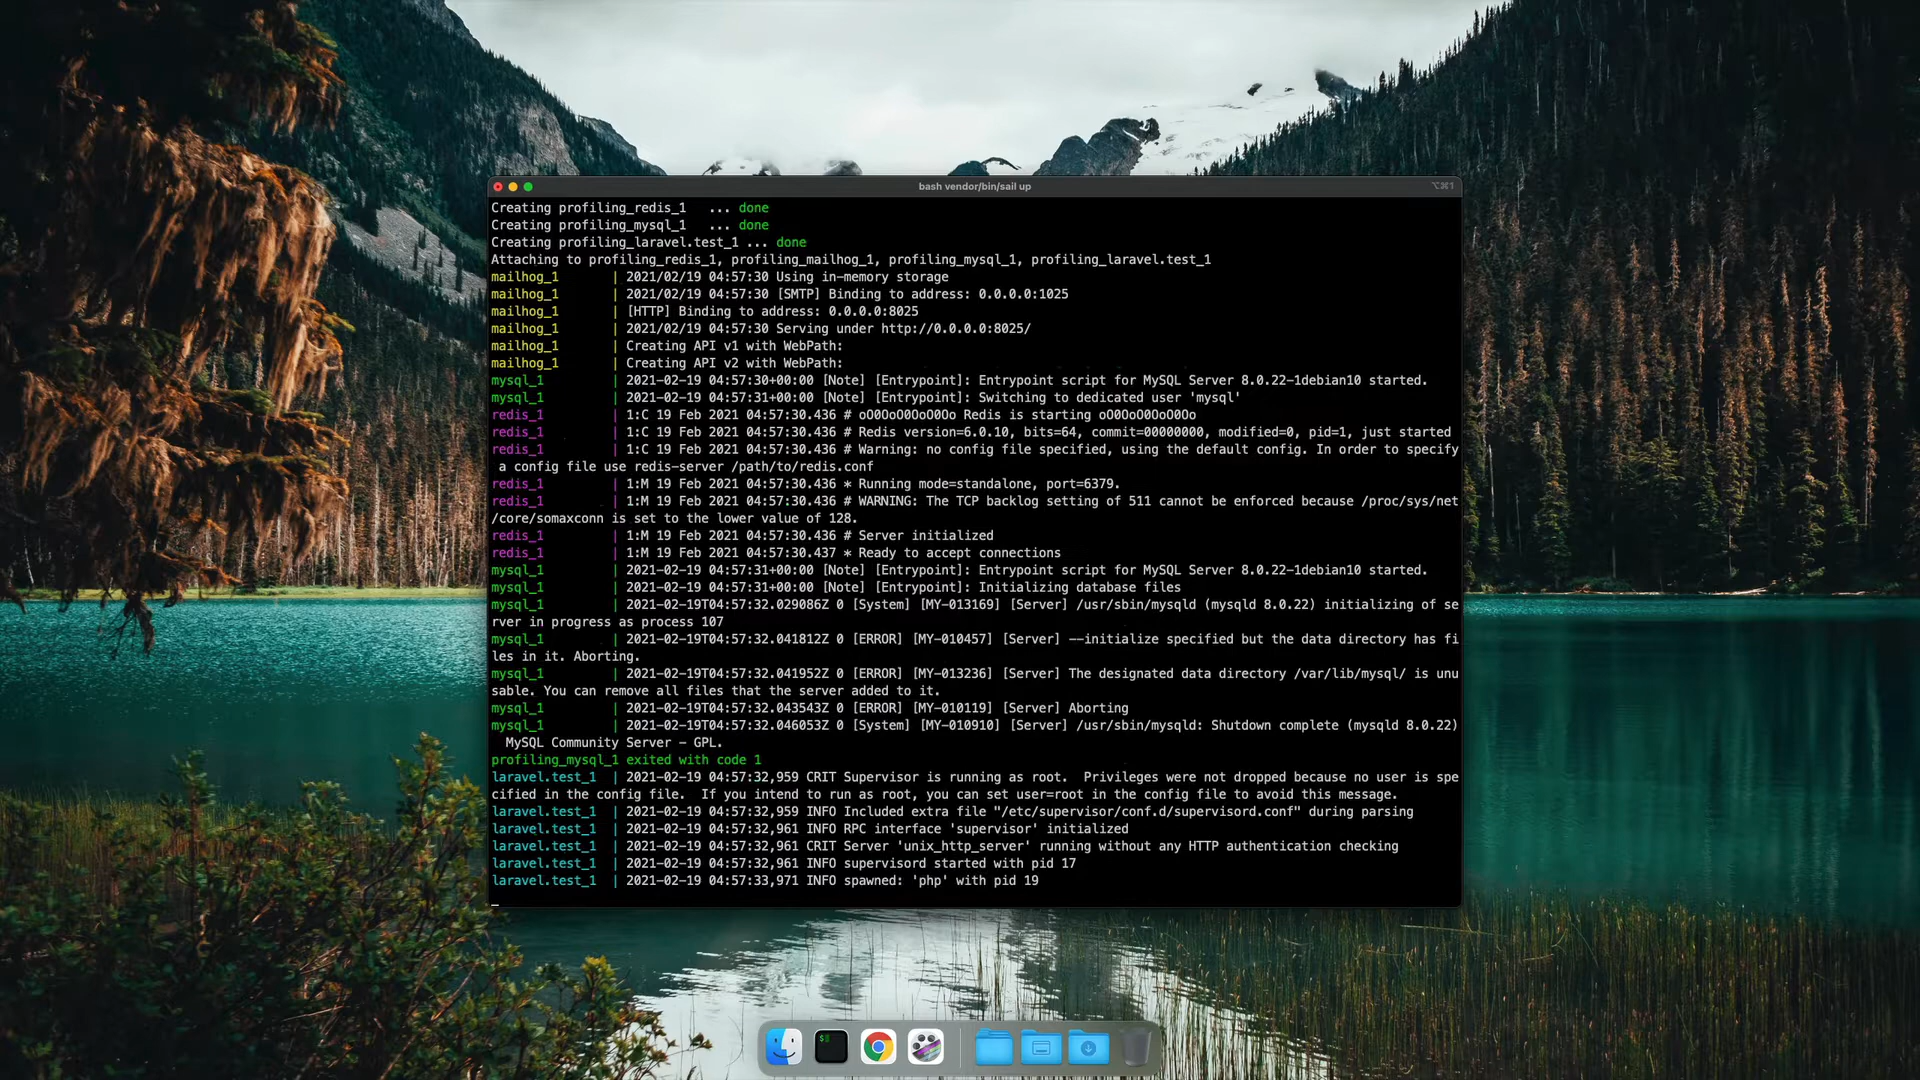 bash vendor/bin/sail up
⌥⌘1
Creating profiling_redis_1   ... done
Creating profiling_mysql_1   ... done
Creating profiling_laravel.test_1 ... done
Attaching to profiling_redis_1, profiling_mailhog_1, profiling_mysql_1, profiling_laravel.test_1
mailhog_1       | 2021/02/19 04:57:30 Using in-memory storage
mailhog_1       | 2021/02/19 04:57:30 [SMTP] Binding to address: 0.0.0.0:1025
mailhog_1       | [HTTP] Binding to address: 0.0.0.0:8025
mailhog_1       | 2021/02/19 04:57:30 Serving under http://0.0.0.0:8025/
mailhog_1       | Creating API v1 with WebPath:
mailhog_1       | Creating API v2 with WebPath:
mysql_1         | 2021-02-19 04:57:30+00:00 [Note] [Entrypoint]: Entrypoint script for MySQL Server 8.0.22-1debian10 started.
mysql_1         | 2021-02-19 04:57:31+00:00 [Note] [Entrypoint]: Switching to dedicated user 'mysql'
redis_1         | 1:C 19 Feb 2021 04:57:30.436 # oO0OoO0OoO0Oo Redis is starting oO0OoO0OoO0Oo
redis_1         | 1:C 19 Feb 2021 04:57:30.436 # Redis version=6.0.10, bits=64, commit=00000000, modified=0, pid=1, just started
redis_1         | 1:C 19 Feb 2021 04:57:30.436 # Warning: no config file specified, using the default config. In order to specify
 a config file use redis-server /path/to/redis.conf
redis_1         | 1:M 19 Feb 2021 04:57:30.436 * Running mode=standalone, port=6379.
redis_1         | 1:M 19 Feb 2021 04:57:30.436 # WARNING: The TCP backlog setting of 511 cannot be enforced because /proc/sys/net
/core/somaxconn is set to the lower value of 128.
redis_1         | 1:M 19 Feb 2021 04:57:30.436 # Server initialized
redis_1         | 1:M 19 Feb 2021 04:57:30.437 * Ready to accept connections
mysql_1         | 2021-02-19 04:57:31+00:00 [Note] [Entrypoint]: Entrypoint script for MySQL Server 8.0.22-1debian10 started.
mysql_1         | 2021-02-19 04:57:31+00:00 [Note] [Entrypoint]: Initializing database files
mysql_1         | 2021-02-19T04:57:32.029086Z 0 [System] [MY-013169] [Server] /usr/sbin/mysqld (mysqld 8.0.22) initializing of se
rver in progress as process 107
mysql_1         | 2021-02-19T04:57:32.041812Z 0 [ERROR] [MY-010457] [Server] --initialize specified but the data directory has fi
les in it. Aborting.
mysql_1         | 2021-02-19T04:57:32.041952Z 0 [ERROR] [MY-013236] [Server] The designated data directory /var/lib/mysql/ is unu
sable. You can remove all files that the server added to it.
mysql_1         | 2021-02-19T04:57:32.043543Z 0 [ERROR] [MY-010119] [Server] Aborting
mysql_1         | 2021-02-19T04:57:32.046053Z 0 [System] [MY-010910] [Server] /usr/sbin/mysqld: Shutdown complete (mysqld 8.0.22)
  MySQL Community Server - GPL.
profiling_mysql_1 exited with code 1
laravel.test_1  | 2021-02-19 04:57:32,959 CRIT Supervisor is running as root.  Privileges were not dropped because no user is spe
cified in the config file.  If you intend to run as root, you can set user=root in the config file to avoid this message.
laravel.test_1  | 2021-02-19 04:57:32,959 INFO Included extra file "/etc/supervisor/conf.d/supervisord.conf" during parsing
laravel.test_1  | 2021-02-19 04:57:32,961 INFO RPC interface 'supervisor' initialized
laravel.test_1  | 2021-02-19 04:57:32,961 CRIT Server 'unix_http_server' running without any HTTP authentication checking
laravel.test_1  | 2021-02-19 04:57:32,961 INFO supervisord started with pid 17
laravel.test_1  | 2021-02-19 04:57:33,971 INFO spawned: 'php' with pid 19